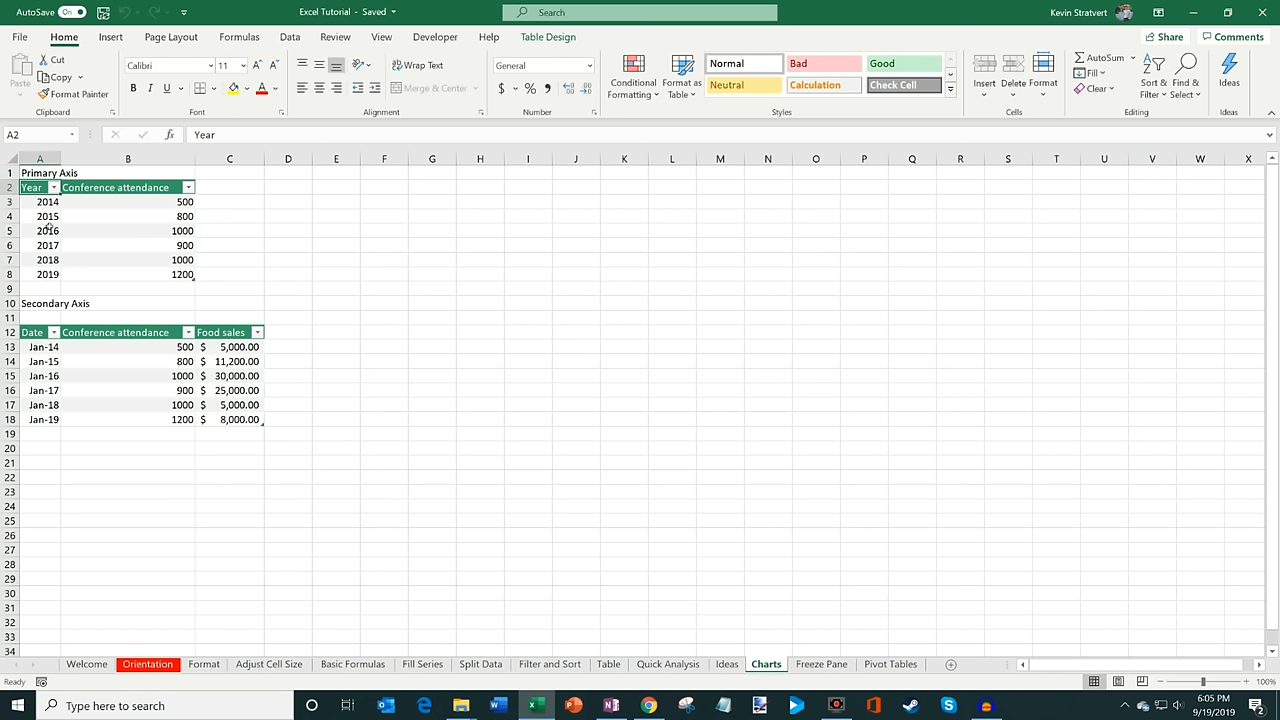 AutoSave On Excel Tutorial - Saved Search Kevin Stratvert
File Home Insert Page Layout Formulas Data Review View Developer Help Table Design Share Comments
Paste Cut Copy Format Painter Clipboard
Calibri 11 B I U A Font
Wrap Text Merge & Center Alignment
General $ % , Number
Conditional Formatting Format as Table Normal Bad Good Neutral Calculation Check Cell Styles
Insert Delete Format Cells
AutoSum Fill Clear Sort & Filter Find & Select Editing
Ideas Ideas
A2 fx Year
A B C D E F G H I J K L M N O P Q R S T U V W X
1 Primary Axis
2 Year Conference attendance
3 2014 500
4 2015 800
5 2016 1000
6 2017 900
7 2018 1000
8 2019 1200
9
10 Secondary Axis
11
12 Date Conference attendance Food sales
13 Jan-14 500 $ 5,000.00
14 Jan-15 800 $ 11,200.00
15 Jan-16 1000 $ 30,000.00
16 Jan-17 900 $ 25,000.00
17 Jan-18 1000 $ 5,000.00
18 Jan-19 1200 $ 8,000.00
19
20
21
22
23
24
25
26
27
28
29
30
31
32
33
34
Welcome Orientation Format Adjust Cell Size Basic Formulas Fill Series Split Data Filter and Sort Table Quick Analysis Ideas Charts Freeze Pane Pivot Tables
Ready 100%
Type here to search 6:05 PM
9/19/2019 2